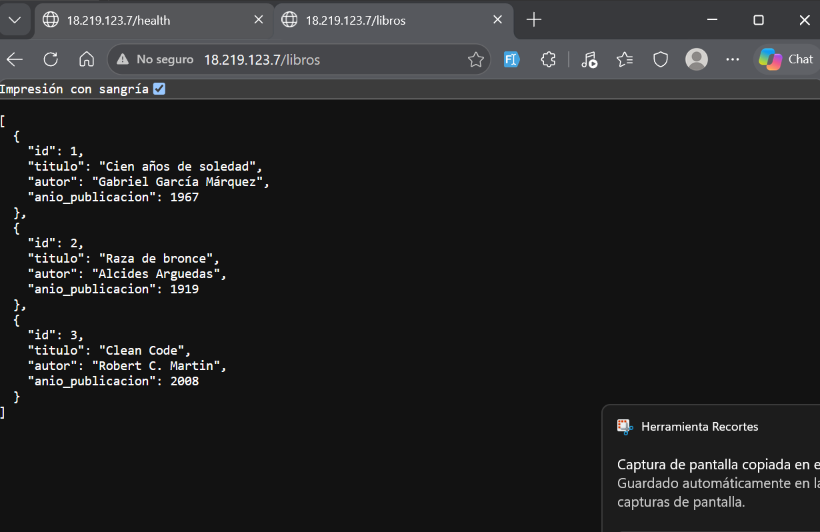 18.219.123.7/health
18.219.123.7/libros
No seguro 18.219.123.7/libros
Chat
Impresión con sangría
[
  {
    "id": 1,
    "titulo": "Cien años de soledad",
    "autor": "Gabriel García Márquez",
    "anio_publicacion": 1967
  },
  {
    "id": 2,
    "titulo": "Raza de bronce",
    "autor": "Alcides Arguedas",
    "anio_publicacion": 1919
  },
  {
    "id": 3,
    "titulo": "Clean Code",
    "autor": "Robert C. Martin",
    "anio_publicacion": 2008
  }
]
Herramienta Recortes
Captura de pantalla copiada en e
Guardado automáticamente en la
capturas de pantalla.